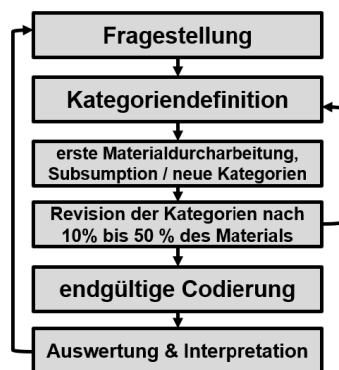 Fragestellung
Kategoriendefinition
erste Materialdurcharbeitung,
Subsumption / neue Kategorien
Revision der Kategorien nach
10% bis 50 % des Materials
endgültige Codierung
Auswertung & Interpretation